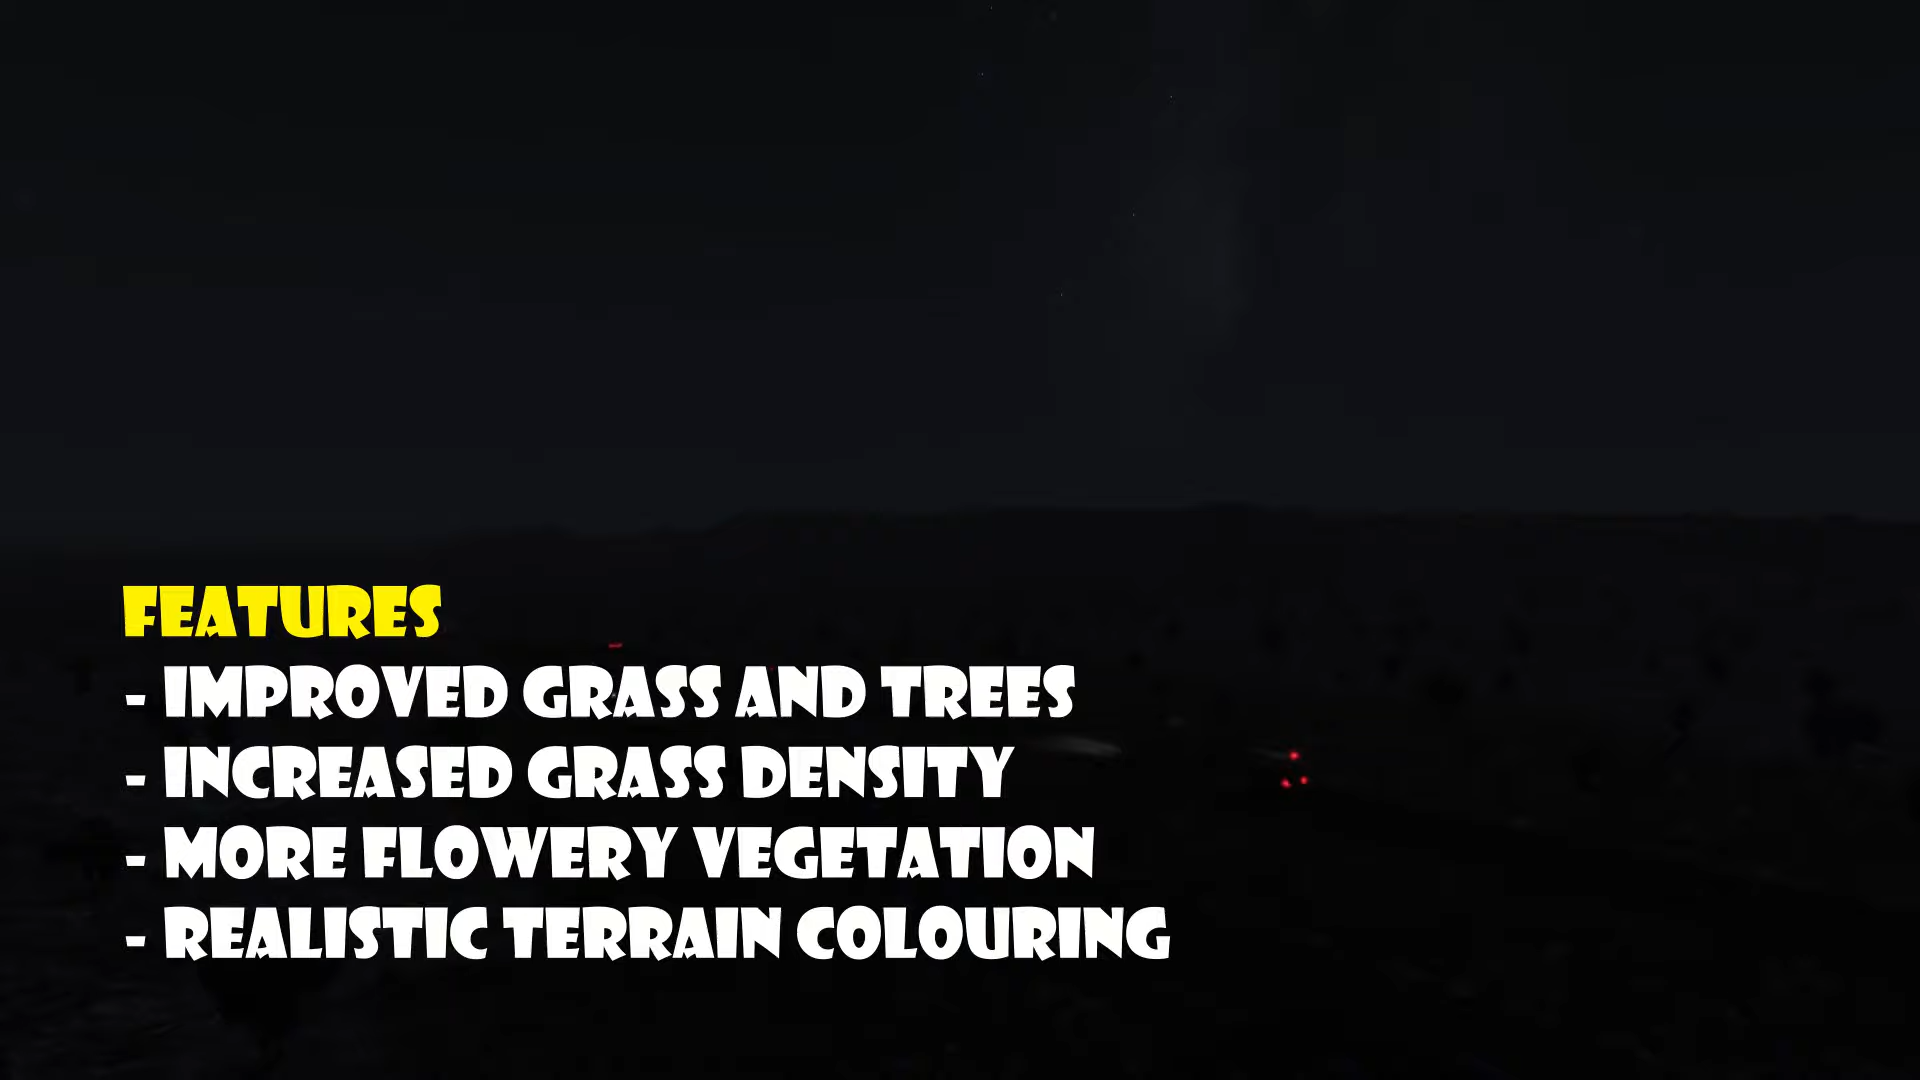 FEATURES
- IMPROVED GRASS AND TREES
- INCREASED GRASS DENSITY
- MORE FLOWERY VEGETATION
- REALISTIC TERRAIN COLOURING